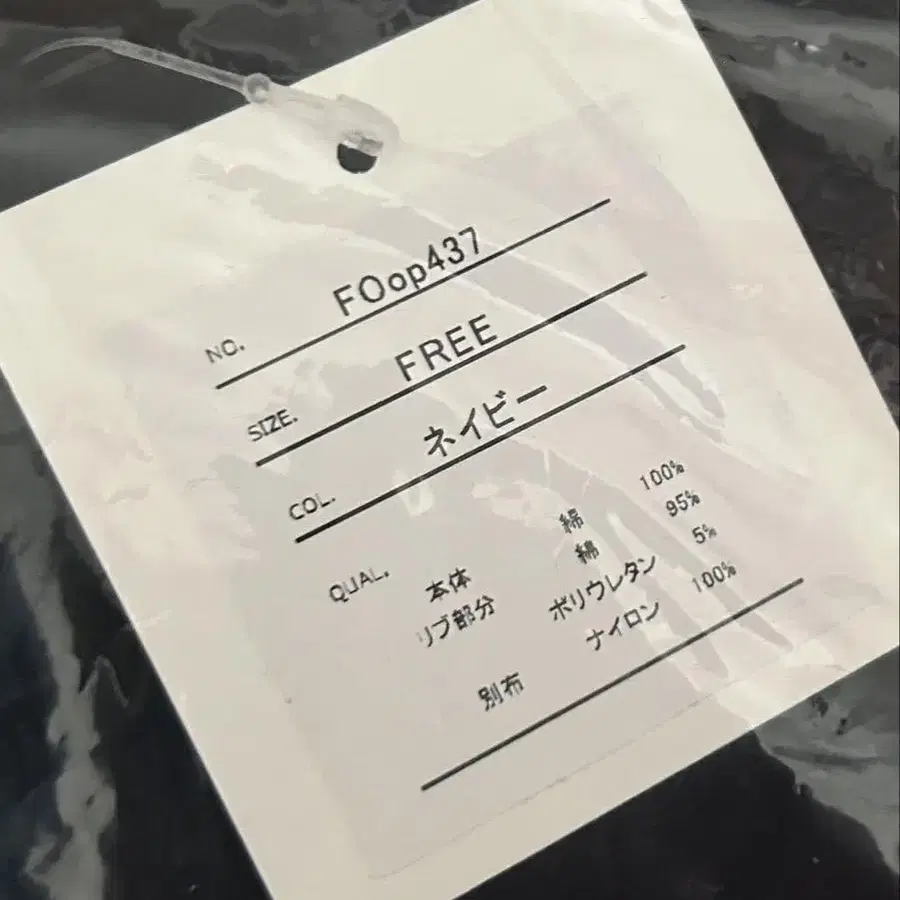 NO. FOop437
SIZE. FREE
COL. ネイビー
QUAL. 本体 綿 100%
リブ部分 綿 95%
ポリウレタン 5%
別布 ナイロン 100%